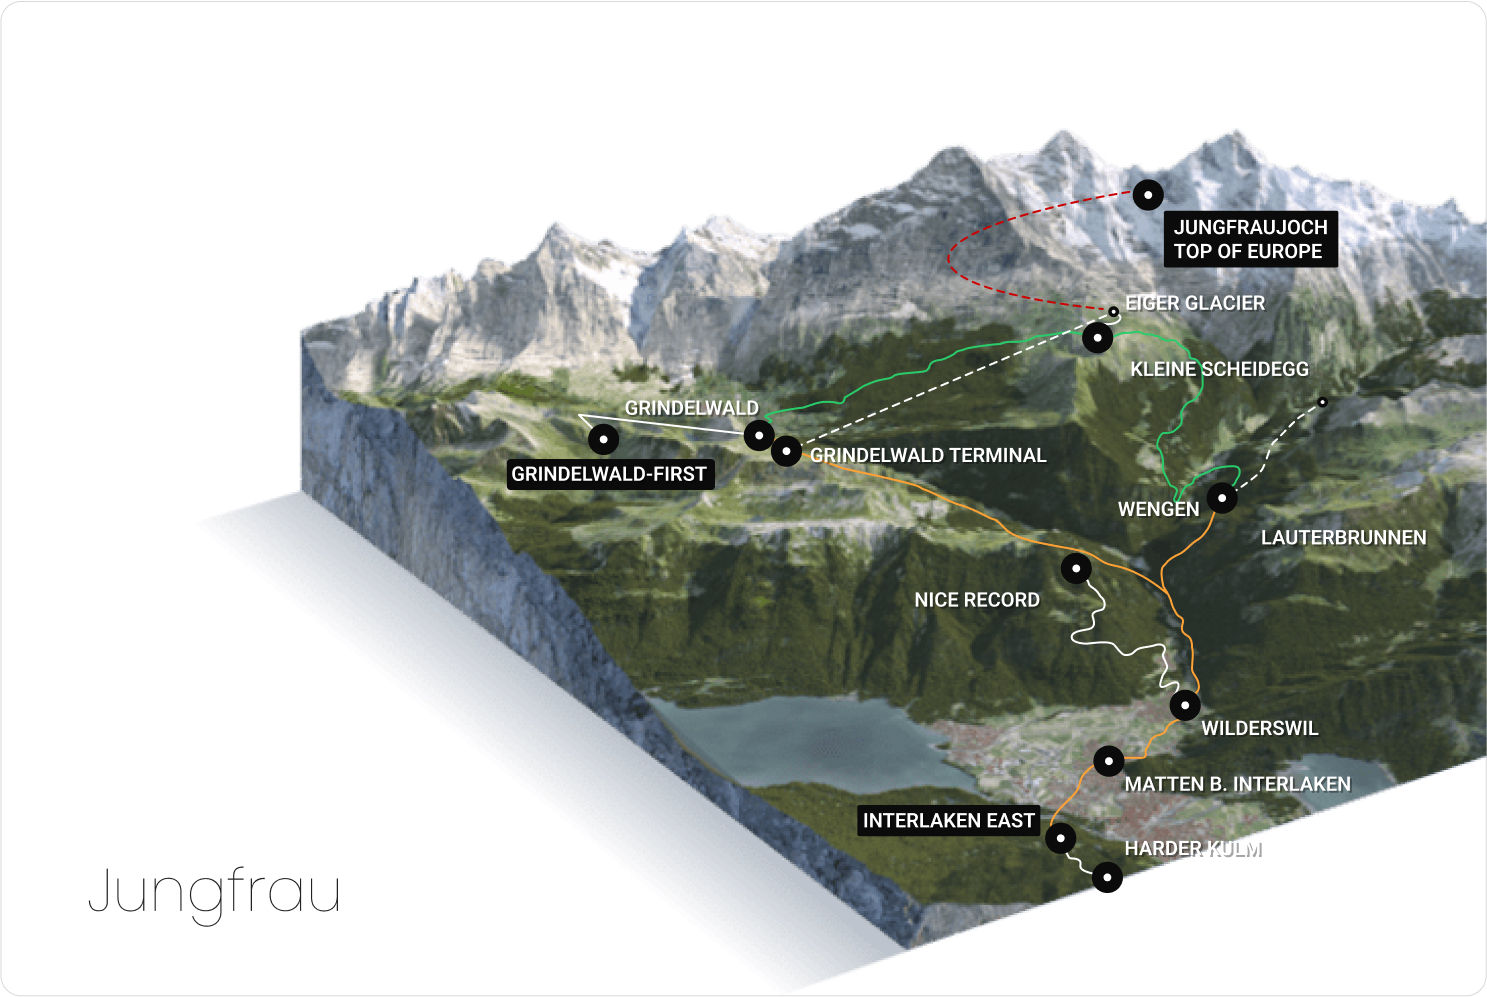 JUNGFRAUJOCH
TOP OF EUROPE
EIGER GLACIER
KLEINE SCHEIDEGG
GRINDELWALD
GRINDELWALD TERMINAL
GRINDELWALD-FIRST
WENGEN
LAUTERBRUNNEN
NICE RECORD
WILDERSWIL
MATTEN B. INTERLAKEN
INTERLAKEN EAST
HARDER KULM
Jungfrau